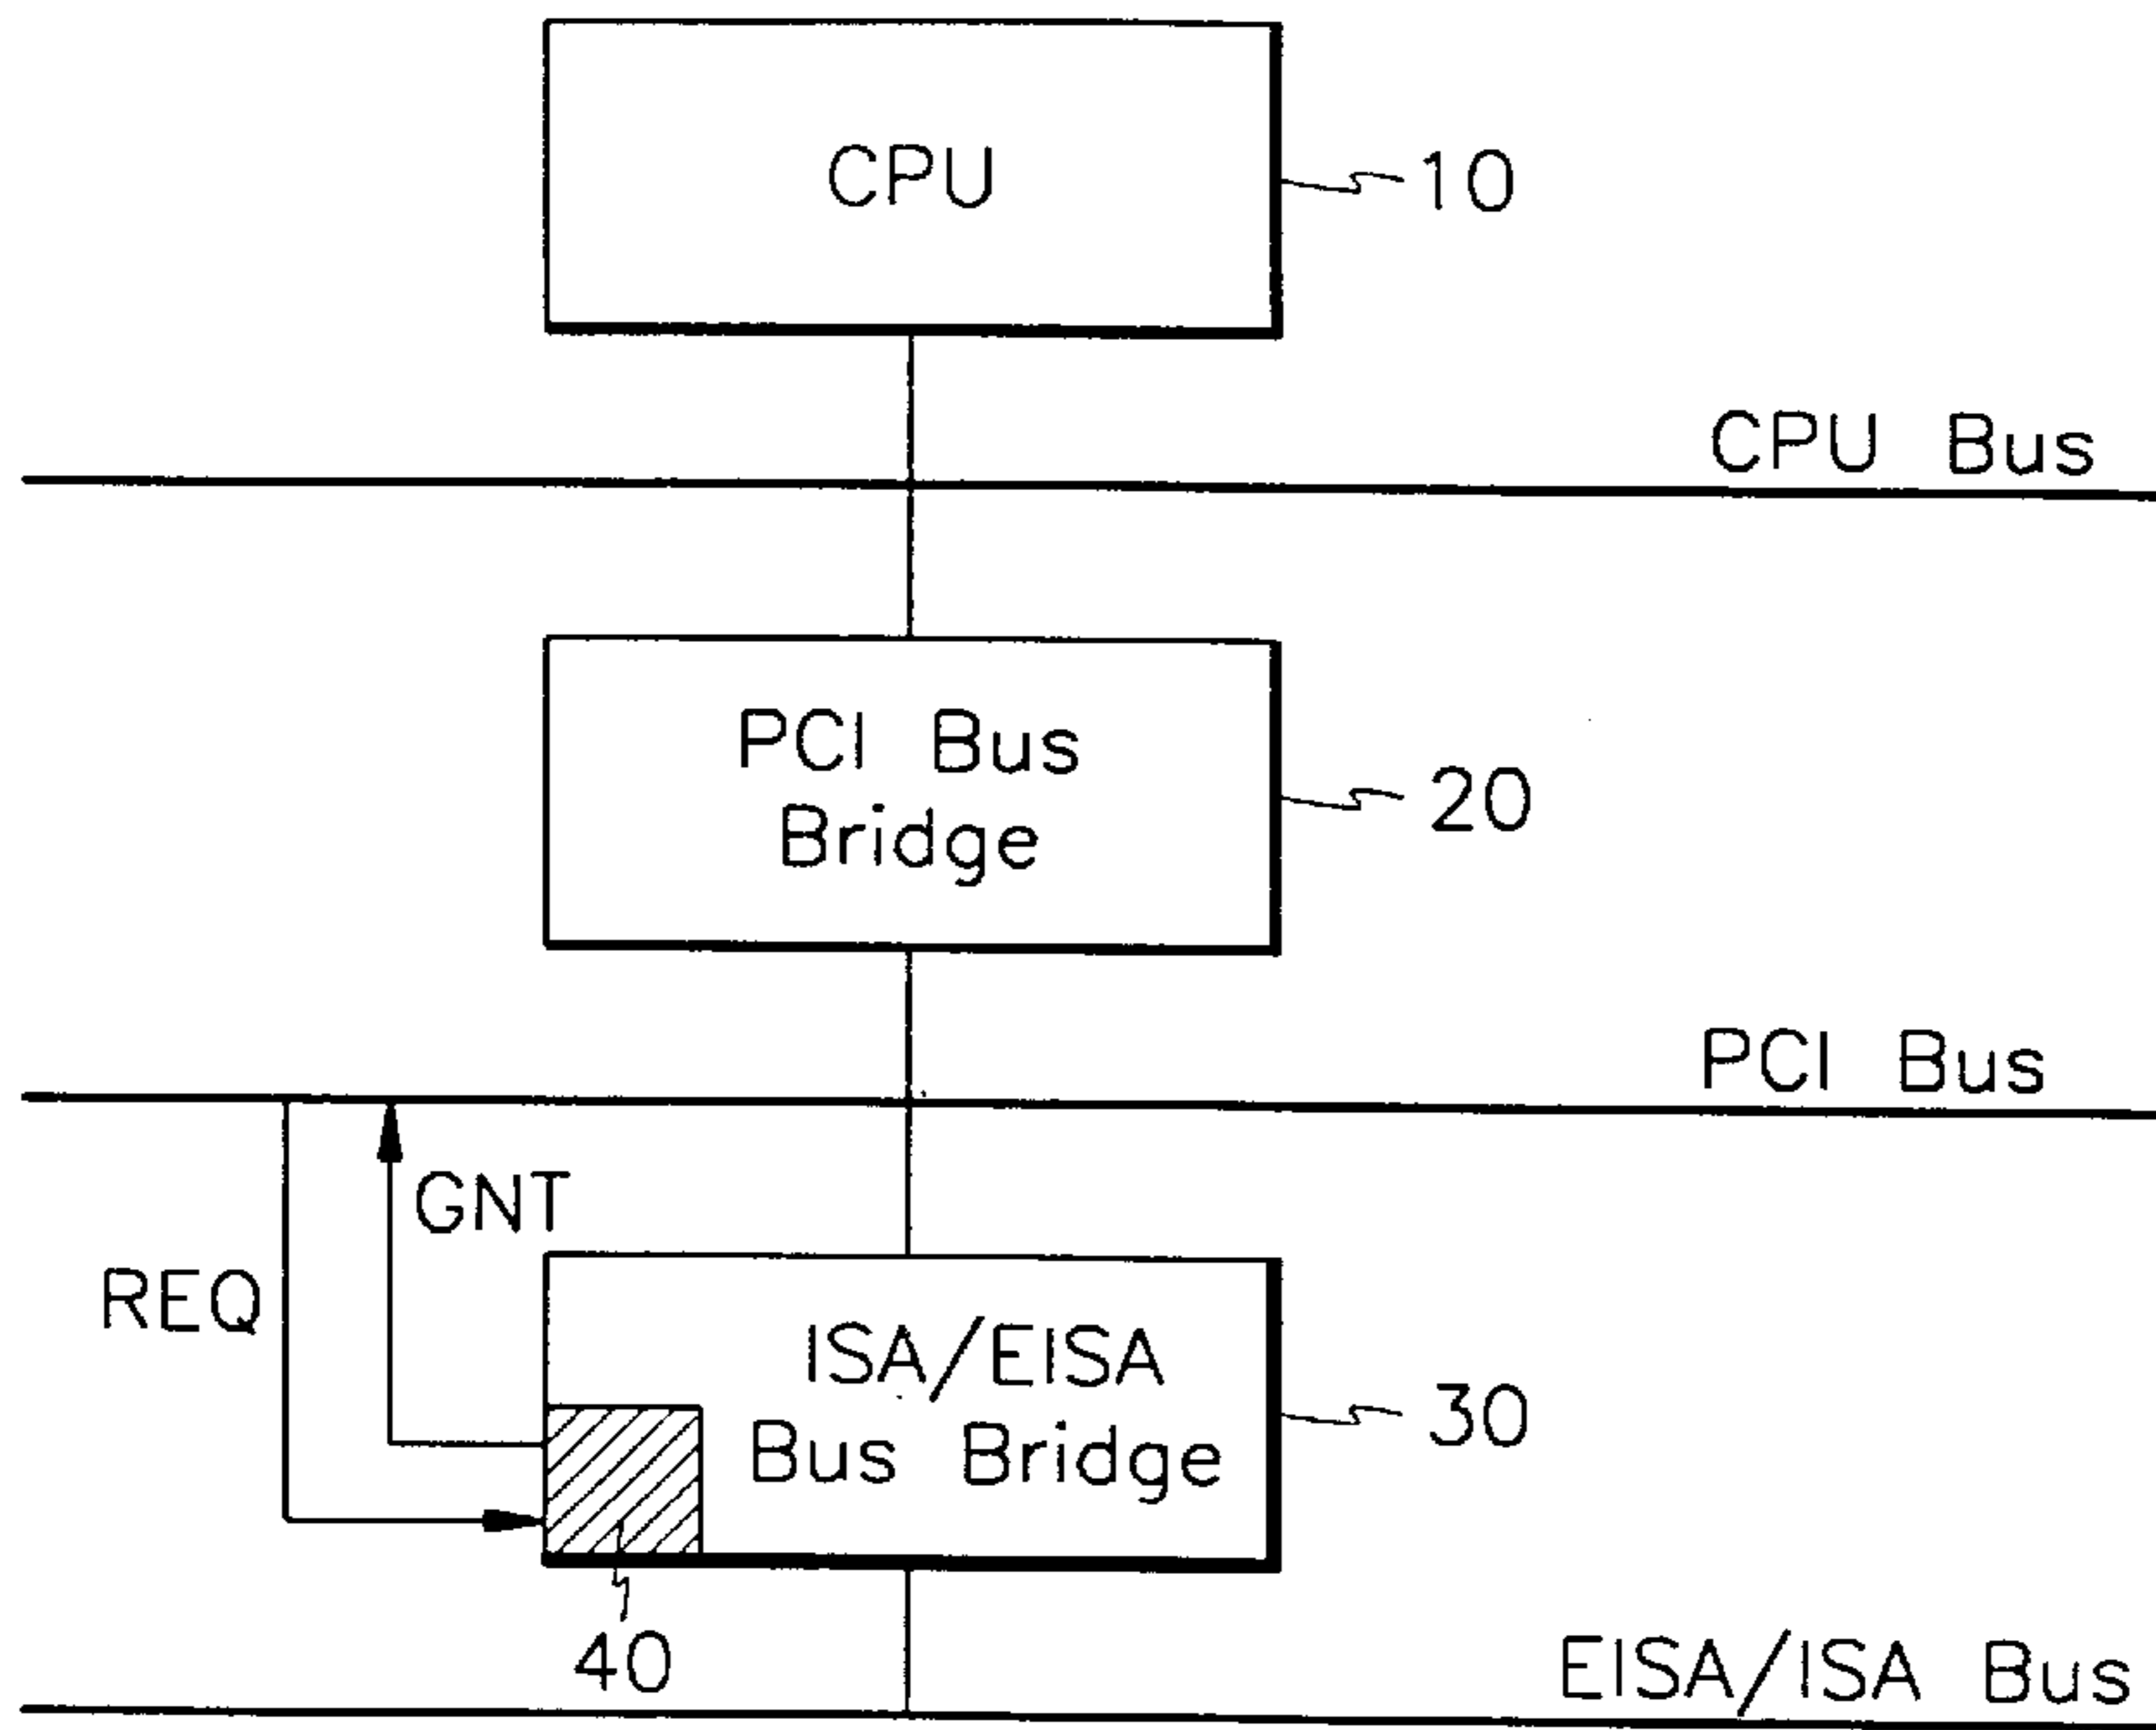 CPU
10
CPU Bus
PCI Bus
Bridge
20
PCI Bus
GNT
REQ
ISA/EISA
Bus Bridge
30
40
EISA/ISA Bus